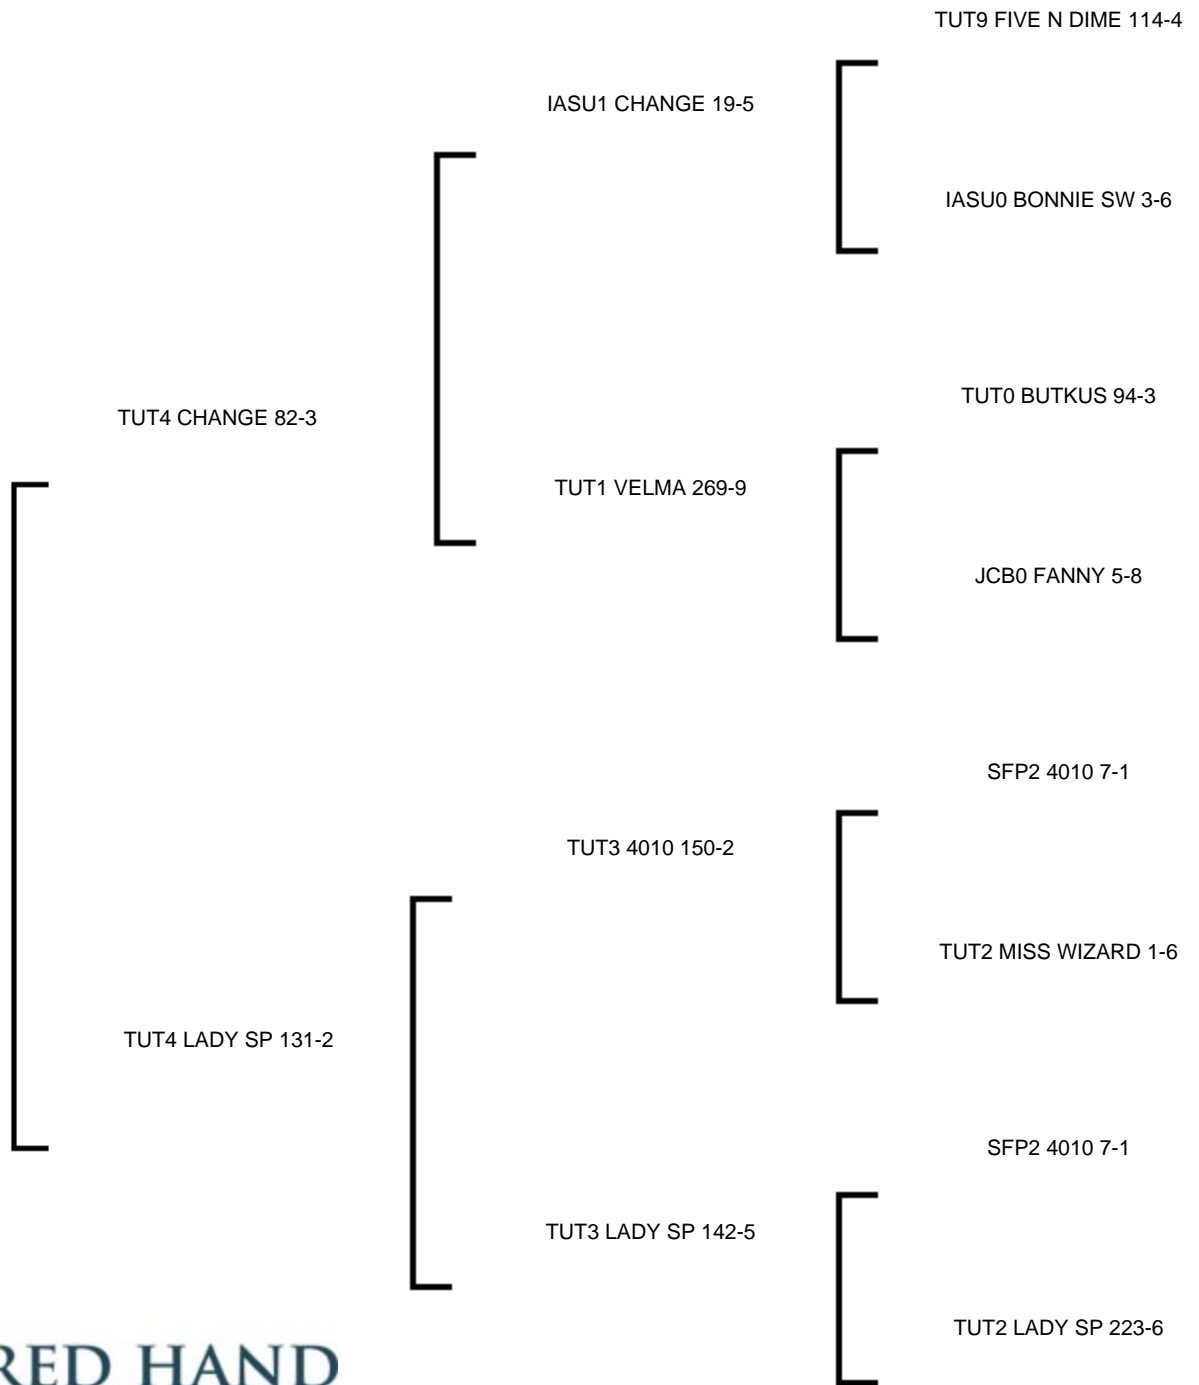 TUT9 FIVE N DIME 114-4
IASU1 CHANGE 19-5
IASU0 BONNIE SW 3-6
TUT0 BUTKUS 94-3
TUT4 CHANGE 82-3
TUT1 VELMA 269-9
JCB0 FANNY 5-8
SFP2 4010 7-1
TUT3 4010 150-2
TUT2 MISS WIZARD 1-6
TUT4 LADY SP 131-2
SFP2 4010 7-1
TUT3 LADY SP 142-5
TUT2 LADY SP 223-6
RED HAND